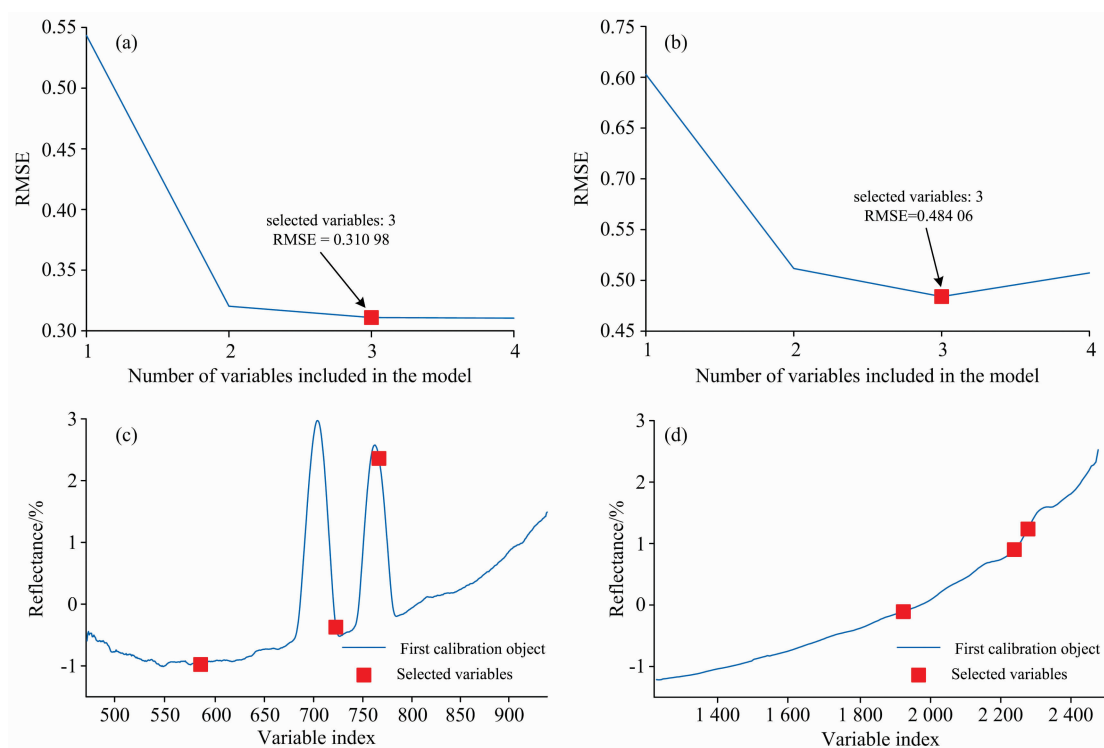 (a)
0.55
0.50
0.45
0.40
0.35
0.30
RMSE
selected variables: 3
RMSE = 0.310 98
1 2 3 4
Number of variables included in the model
(b)
0.75
0.60
0.65
0.70
0.55
0.50
0.45
RMSE
selected variables: 3
RMSE=0.484 06
1 2 3 4
Number of variables included in the model
(c)
3
2
1
0
-1
Reflectance/%
First calibration object
Selected variables
500 550 600 650 700 750 800 850 900
Variable index
(d)
3
2
1
0
-1
Reflectance/%
First calibration object
Selected variables
1 400 1 600 1 800 2 000 2 200 2 400
Variable index